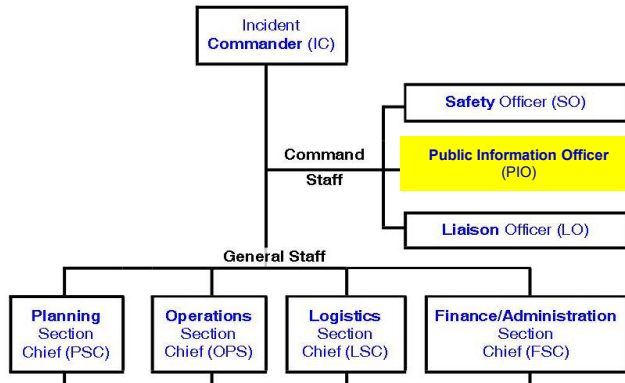 Incident
Commander (IC)
Safety Officer (SO)
Command
Staff
Public Information Officer
(PIO)
Liaison Officer (LO)
General Staff
Planning
Section
Chief (PSC)
Operations
Section
Chief (OPS)
Logistics
Section
Chief (LSC)
Finance/Administration
Section
Chief (FSC)